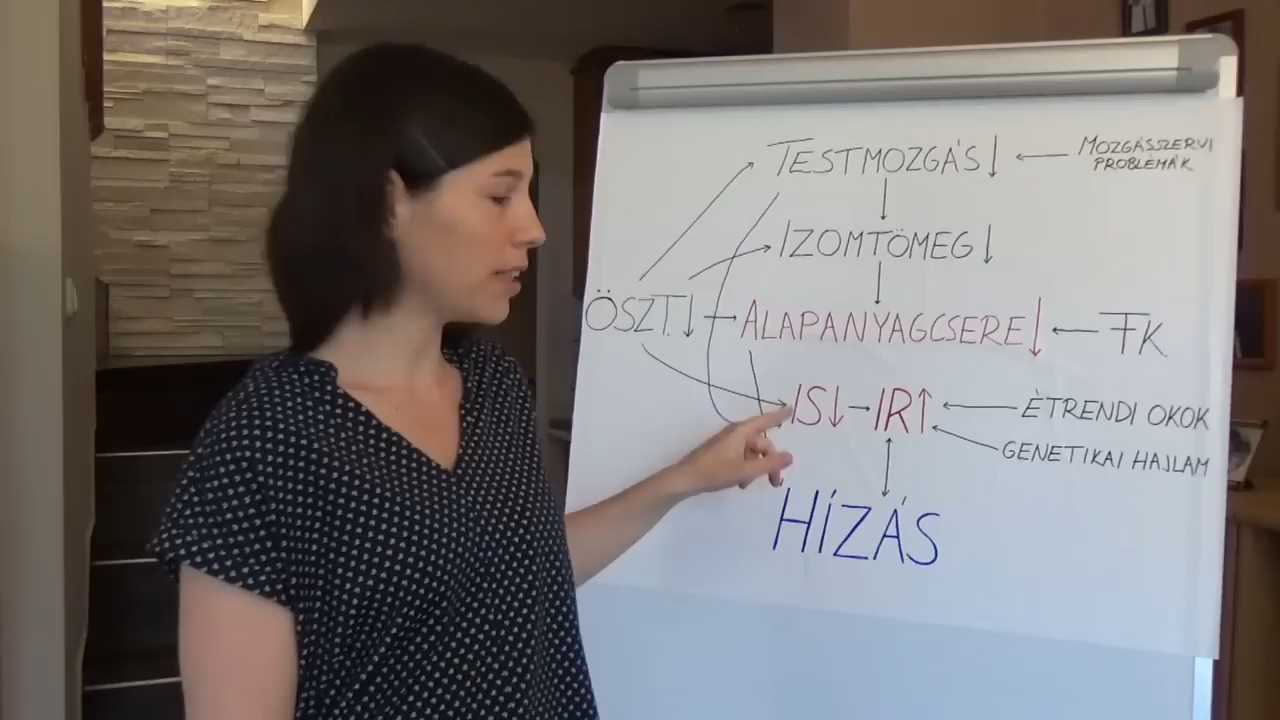 TESTMOZGÁS↓ ← MOZGÁSSZERVI
PROBLÉMÁK
IZOMTÖMEG↓
ÖSZT.↓ → ALAPANYAGCSERE↓ ← FK.
IS↓ → IR↑ ← ÉTRENDI OKOK
GENETIKAI HAJLAM
HÍZÁS